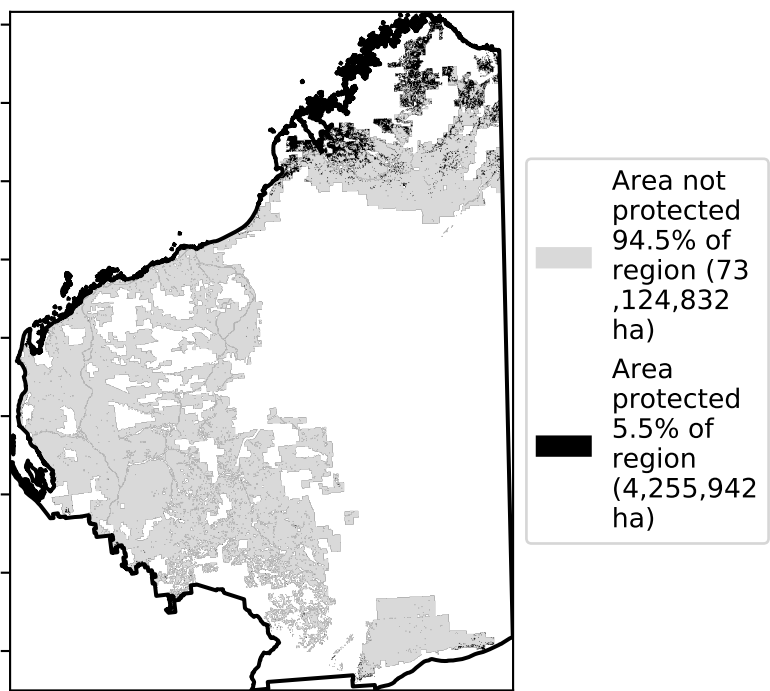 Area not
protected
94.5% of
region (73
,124,832
ha)
Area
protected
5.5% of
region
(4,255,942
ha)